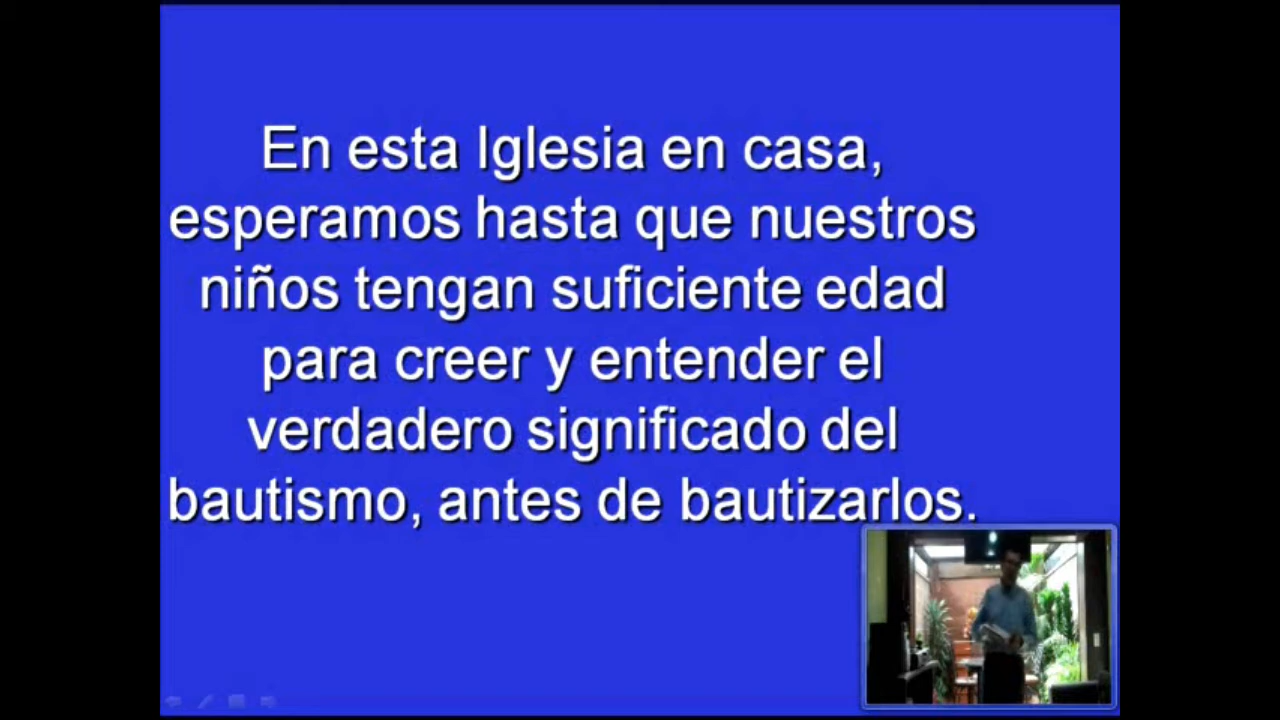 En esta Iglesia en casa,
esperamos hasta que nuestros
niños tengan suficiente edad
para creer y entender el
verdadero significado del
bautismo, antes de bautizarlos.